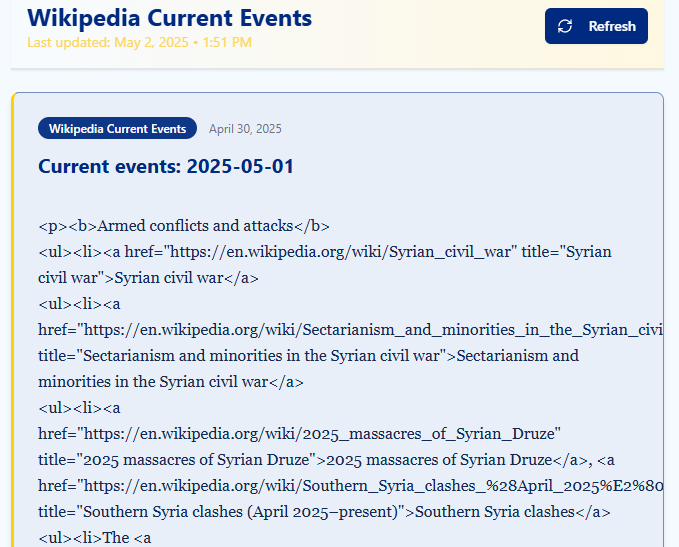 Wikipedia Current Events
Last updated: May 2, 2025 • 1:51 PM
Refresh
Wikipedia Current Events
April 30, 2025
Current events: 2025-05-01
<p><b>Armed conflicts and attacks</b>
<ul><li><a href="https://en.wikipedia.org/wiki/Syrian_civil_war" title="Syrian
civil war">Syrian civil war</a>
<ul><li><a
href="https://en.wikipedia.org/wiki/Sectarianism_and_minorities_in_the_Syrian_civi
title="Sectarianism and minorities in the Syrian civil war">Sectarianism and
minorities in the Syrian civil war</a>
<ul><li><a
href="https://en.wikipedia.org/wiki/2025_massacres_of_Syrian_Druze"
title="2025 massacres of Syrian Druze">2025 massacres of Syrian Druze</a>, <a
href="https://en.wikipedia.org/wiki/Southern_Syria_clashes_%28April_2025%E2%80
title="Southern Syria clashes (April 2025–present)">Southern Syria clashes</a>
<ul><li>The <a